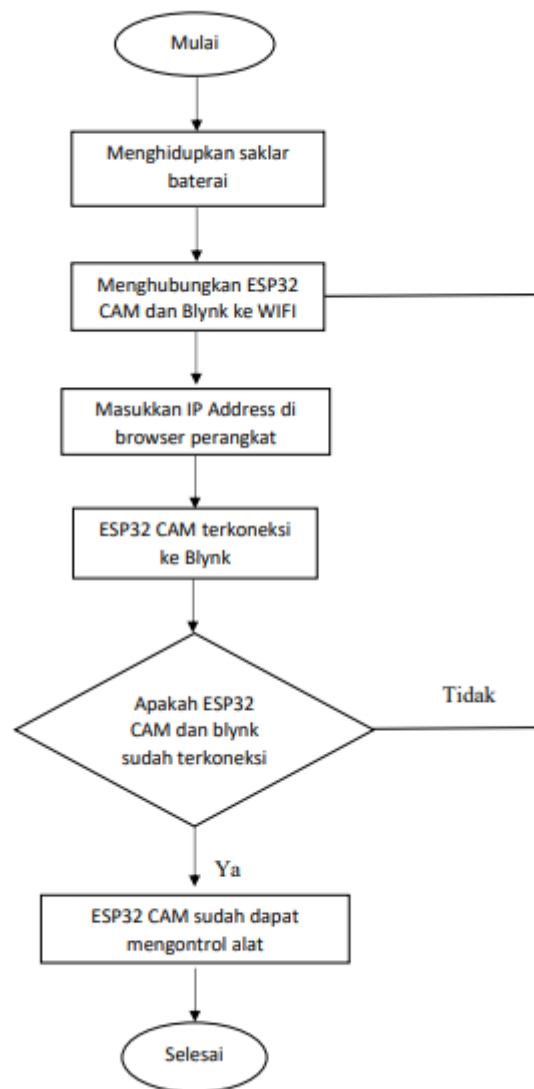 Mulai
Menghidupkan saklar
baterai
Menghubungkan ESP32
CAM dan Blynk ke WIFI
Masukkan IP Address di
browser perangkat
ESP32 CAM terkoneksi
ke Blynk
Apakah ESP32
CAM dan blynk
sudah terkoneksi
Tidak
Ya
ESP32 CAM sudah dapat
mengontrol alat
Selesai